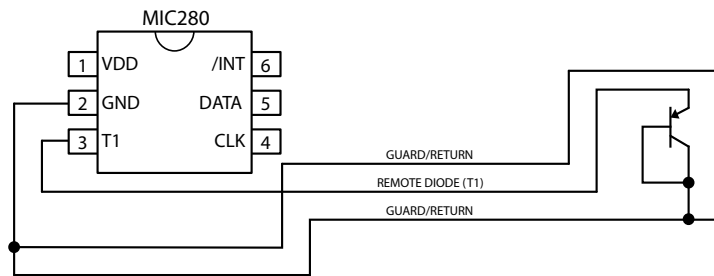 MIC280
1 VDD /INT 6
2 GND DATA 5
3 T1 CLK 4
GUARD/RETURN
REMOTE DIODE (T1)
GUARD/RETURN